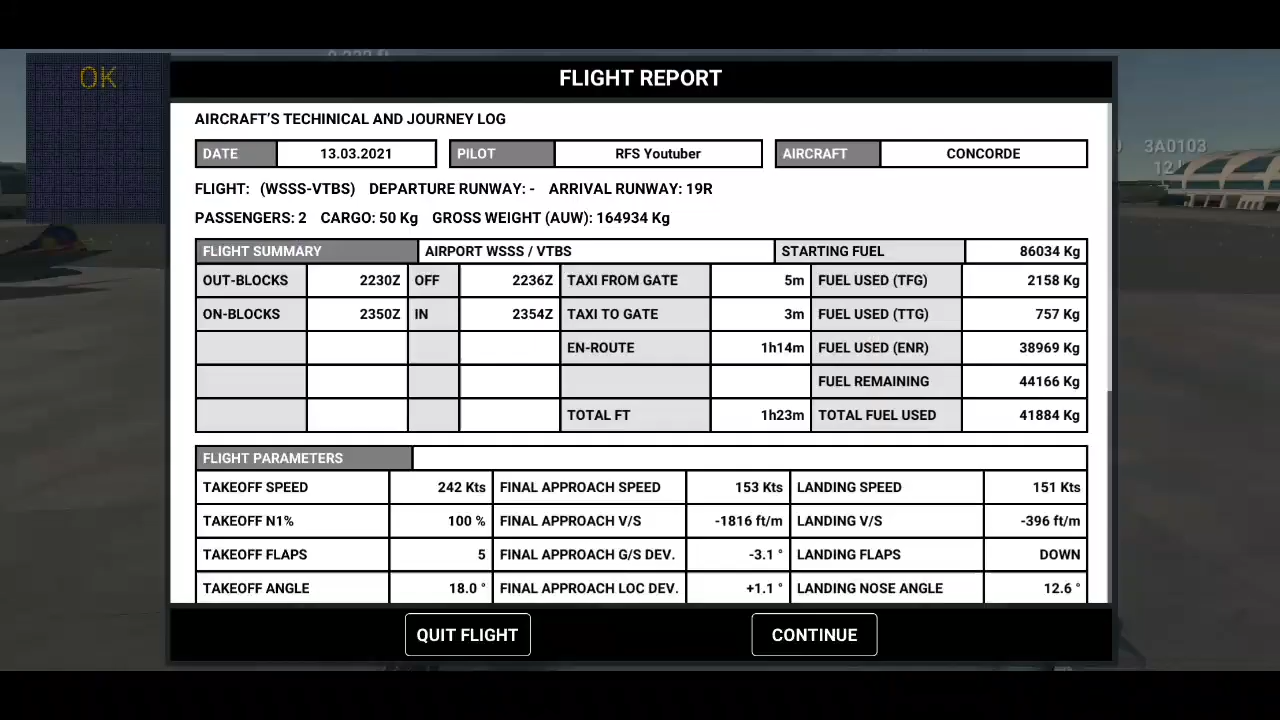 OK
FLIGHT REPORT
AIRCRAFT'S TECHINICAL AND JOURNEY LOG
DATE 13.03.2021 PILOT RFS Youtuber AIRCRAFT CONCORDE
3A0103
FLIGHT: (WSSS-VTBS) DEPARTURE RUNWAY: - ARRIVAL RUNWAY: 19R
PASSENGERS: 2 CARGO: 50 Kg GROSS WEIGHT (AUW): 164934 Kg
FLIGHT SUMMARY AIRPORT WSSS / VTBS STARTING FUEL 86034 Kg
OUT-BLOCKS 2230Z OFF 2236Z TAXI FROM GATE 5m FUEL USED (TFG) 2158 Kg
ON-BLOCKS 2350Z IN 2354Z TAXI TO GATE 3m FUEL USED (TTG) 757 Kg
EN-ROUTE 1h14m FUEL USED (ENR) 38969 Kg
FUEL REMAINING 44166 Kg
TOTAL FT 1h23m TOTAL FUEL USED 41884 Kg
FLIGHT PARAMETERS
TAKEOFF SPEED 242 Kts FINAL APPROACH SPEED 153 Kts LANDING SPEED 151 Kts
TAKEOFF N1% 100 % FINAL APPROACH V/S -1816 ft/m LANDING V/S -396 ft/m
TAKEOFF FLAPS 5 FINAL APPROACH G/S DEV. -3.1 ° LANDING FLAPS DOWN
TAKEOFF ANGLE 18.0 ° FINAL APPROACH LOC DEV. +1.1 ° LANDING NOSE ANGLE 12.6 °
QUIT FLIGHT CONTINUE